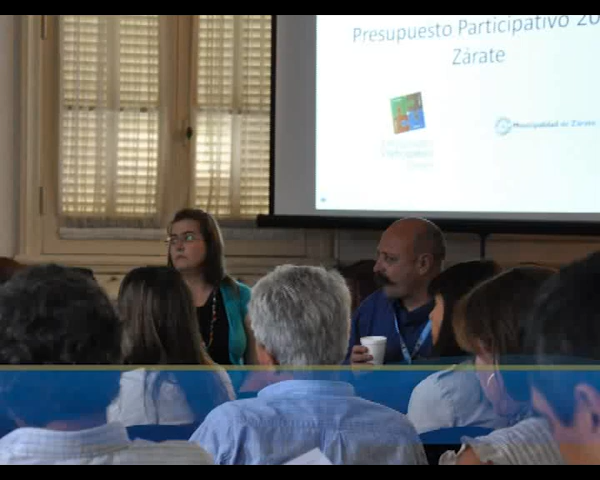 Presupuesto Participativo 20
Zárate
Municipalidad de Zárate